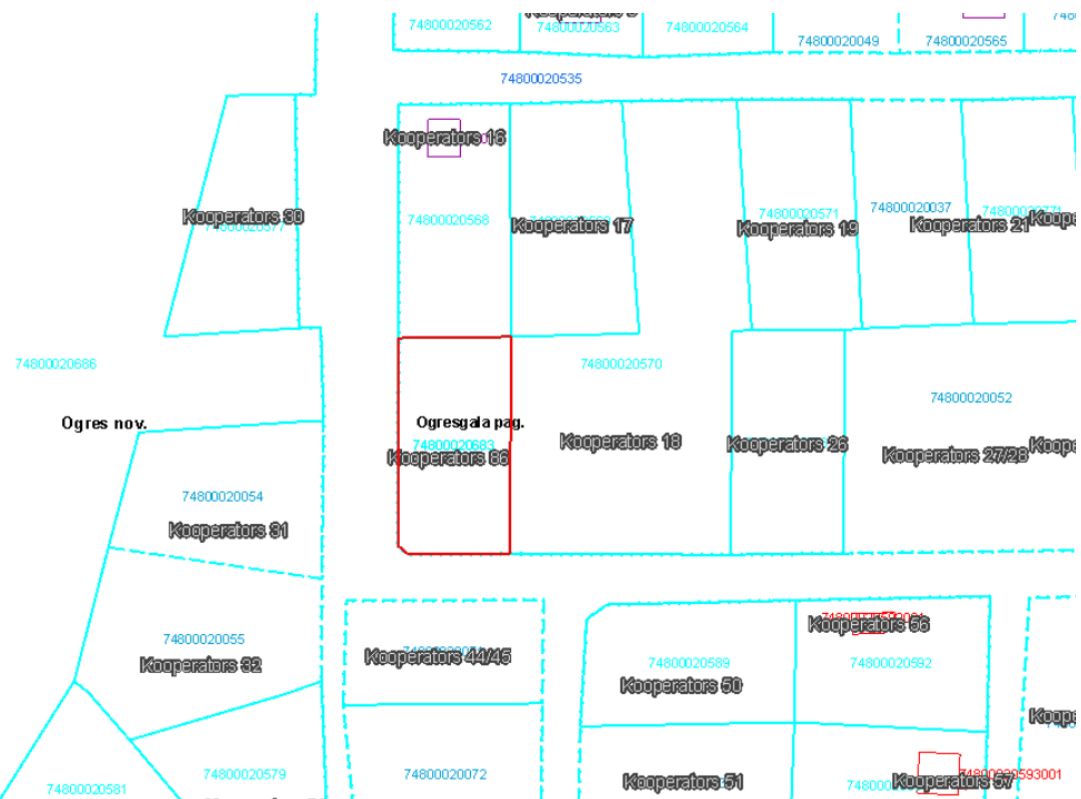 74800020562
74800020563
74800020564
74800020049
74800020565
74800020535
Kooperators 16
74800020568
Kooperators 30
Kooperators 17
74800020571
Kooperators 19
74800020037
Kooperators 21
74800020686
74800020570
74800020052
Ogres nov.
Ogresgala pag.
74800020683
Kooperators 86
Kooperators 18
Kooperators 26
Kooperators 27/28
74800020054
Kooperators 31
74800020055
Kooperators 32
Kooperators 44/45
Kooperators 56
74800020589
74800020592
Kooperators 50
74800020581
74800020579
74800020072
Kooperators 51
Kooperators 57